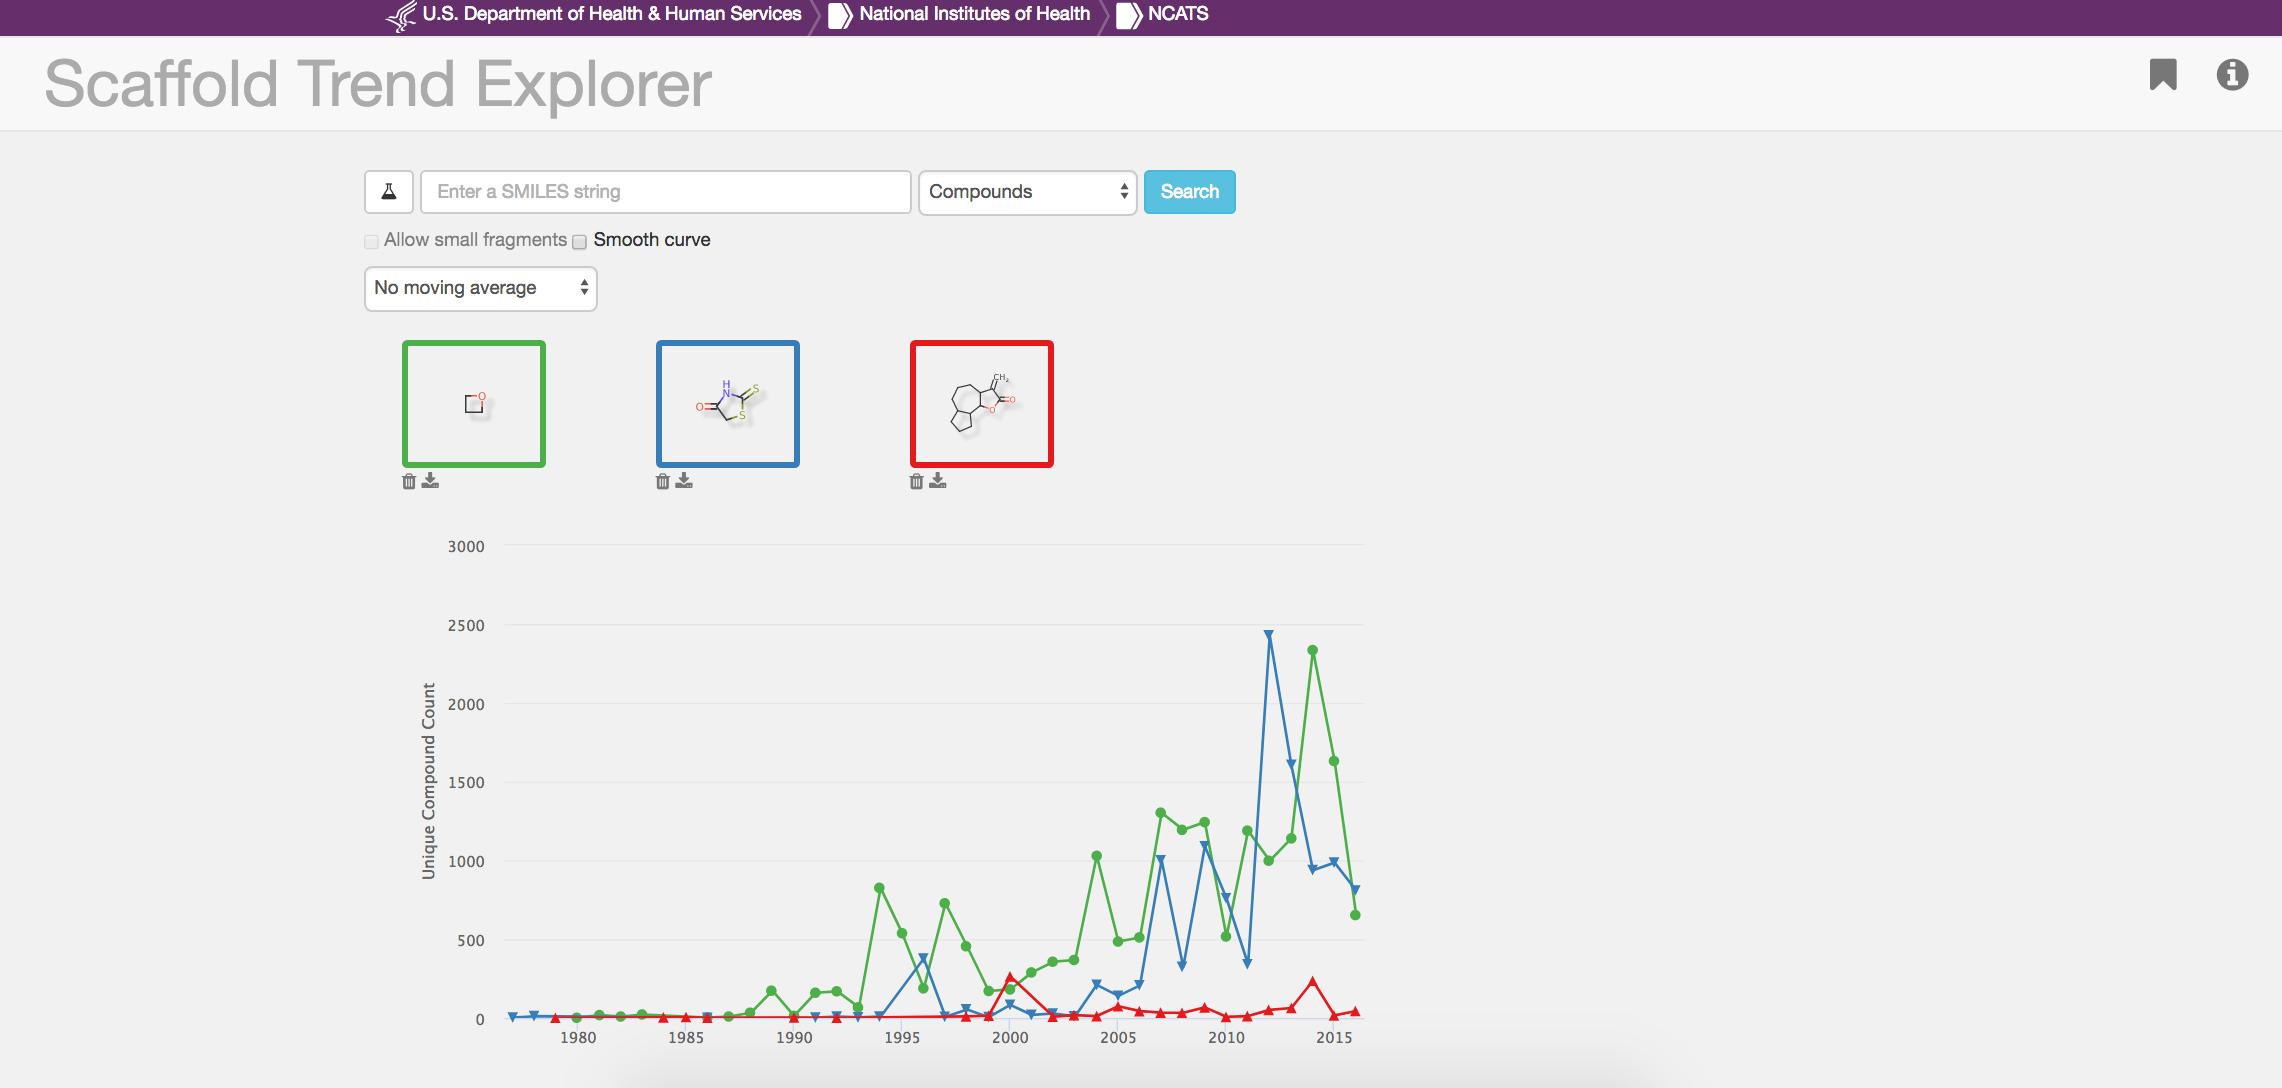 U.S. Department of Health & Human Services National Institutes of Health NCATS
Scaffold Trend Explorer
Enter a SMILES string Compounds Search
Allow small fragments Smooth curve
No moving average
O
O H N S S
CH₂ O O
3000
2500
2000
1500
1000
500
0
Unique Compound Count
1980 1985 1990 1995 2000 2005 2010 2015